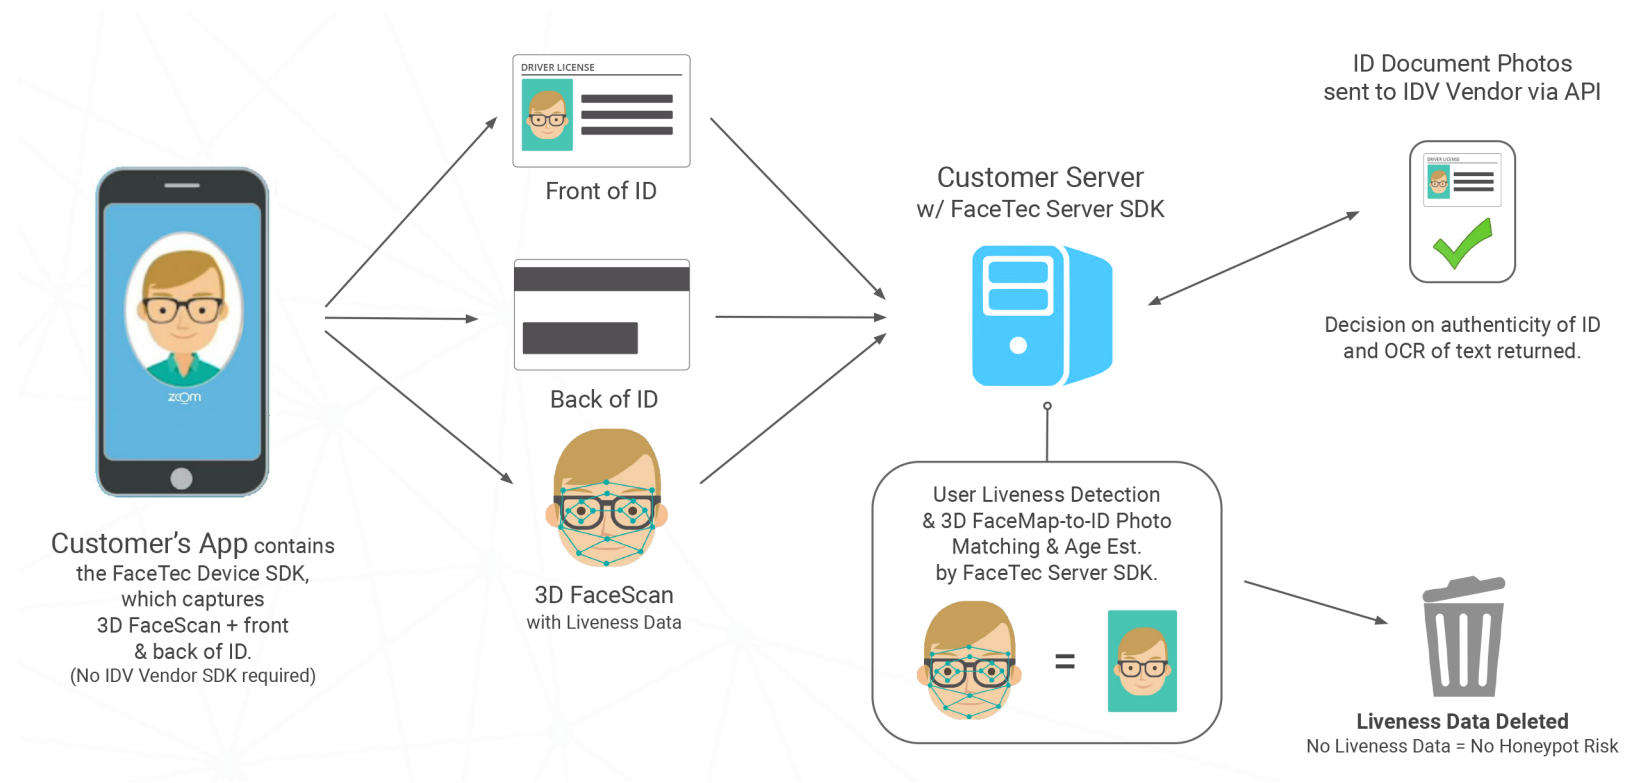 DRIVER LICENSE
Front of ID
Back of ID
3D FaceScan
with Liveness Data
zoom
Customer's App contains
the FaceTec Device SDK,
which captures
3D FaceScan + front
& back of ID.
(No IDV Vendor SDK required)
Customer Server
w/ FaceTec Server SDK
User Liveness Detection
& 3D FaceMap-to-ID Photo
Matching & Age Est.
by FaceTec Server SDK.
=
ID Document Photos
sent to IDV Vendor via API
DRIVER LICENSE
Decision on authenticity of ID
and OCR of text returned.
Liveness Data Deleted
No Liveness Data = No Honeypot Risk